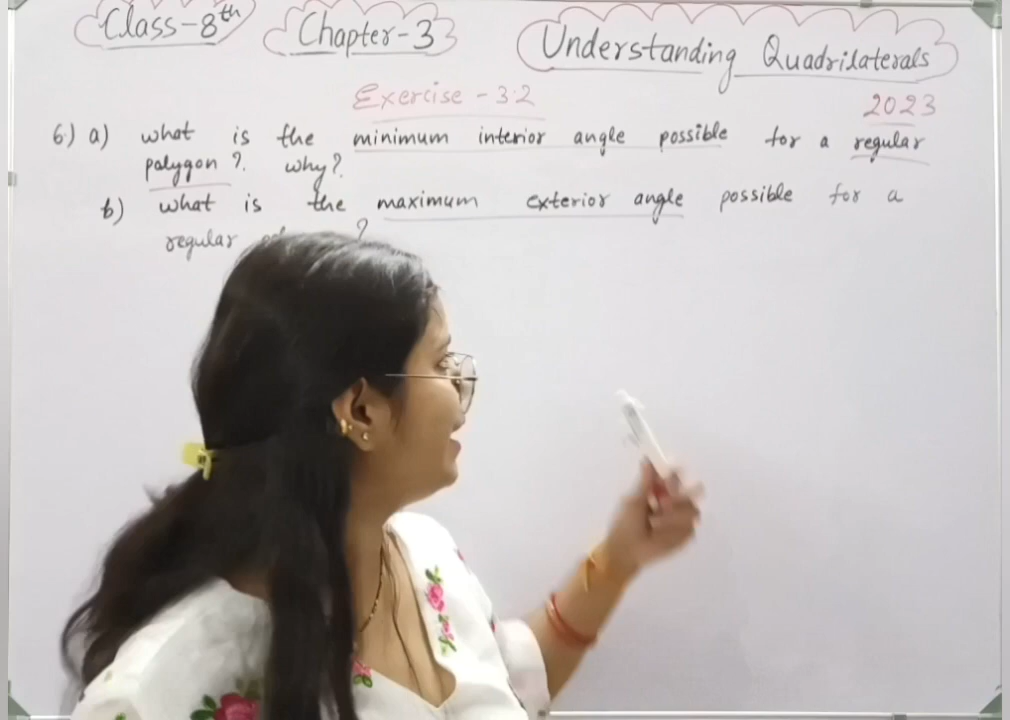 Class-8th Chapter-3 Understanding Quadrilaterals
Exercise - 3.2 2023
6.) a) what is the minimum interior angle possible for a regular
polygon ?. why?
b) what is the maximum exterior angle possible for a
regular ?